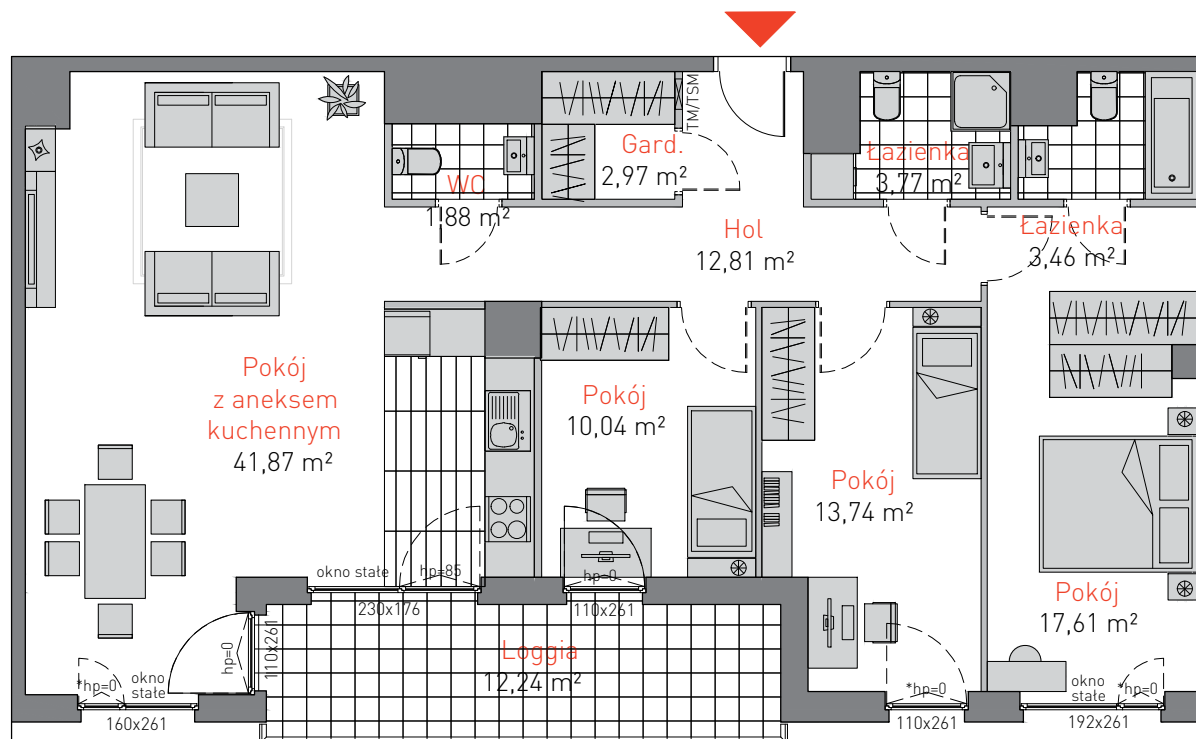 TM/TSM
Gard.
2,97 m²
WC
1,88 m²
Łazienka
3,77 m²
Łazienka
3,46 m²
Hol
12,81 m²
Pokój
z aneksem
kuchennym
41,87 m²
Pokój
10,04 m²
Pokój
13,74 m²
Pokój
17,61 m²
okno stałe
hp=85
230x176
hp=0
110x261
Loggia
12,24 m²
hp=0
110x261
*hp=0
okno
stałe
160x261
*hp=0
110x261
okno
stałe
*hp=0
192x261